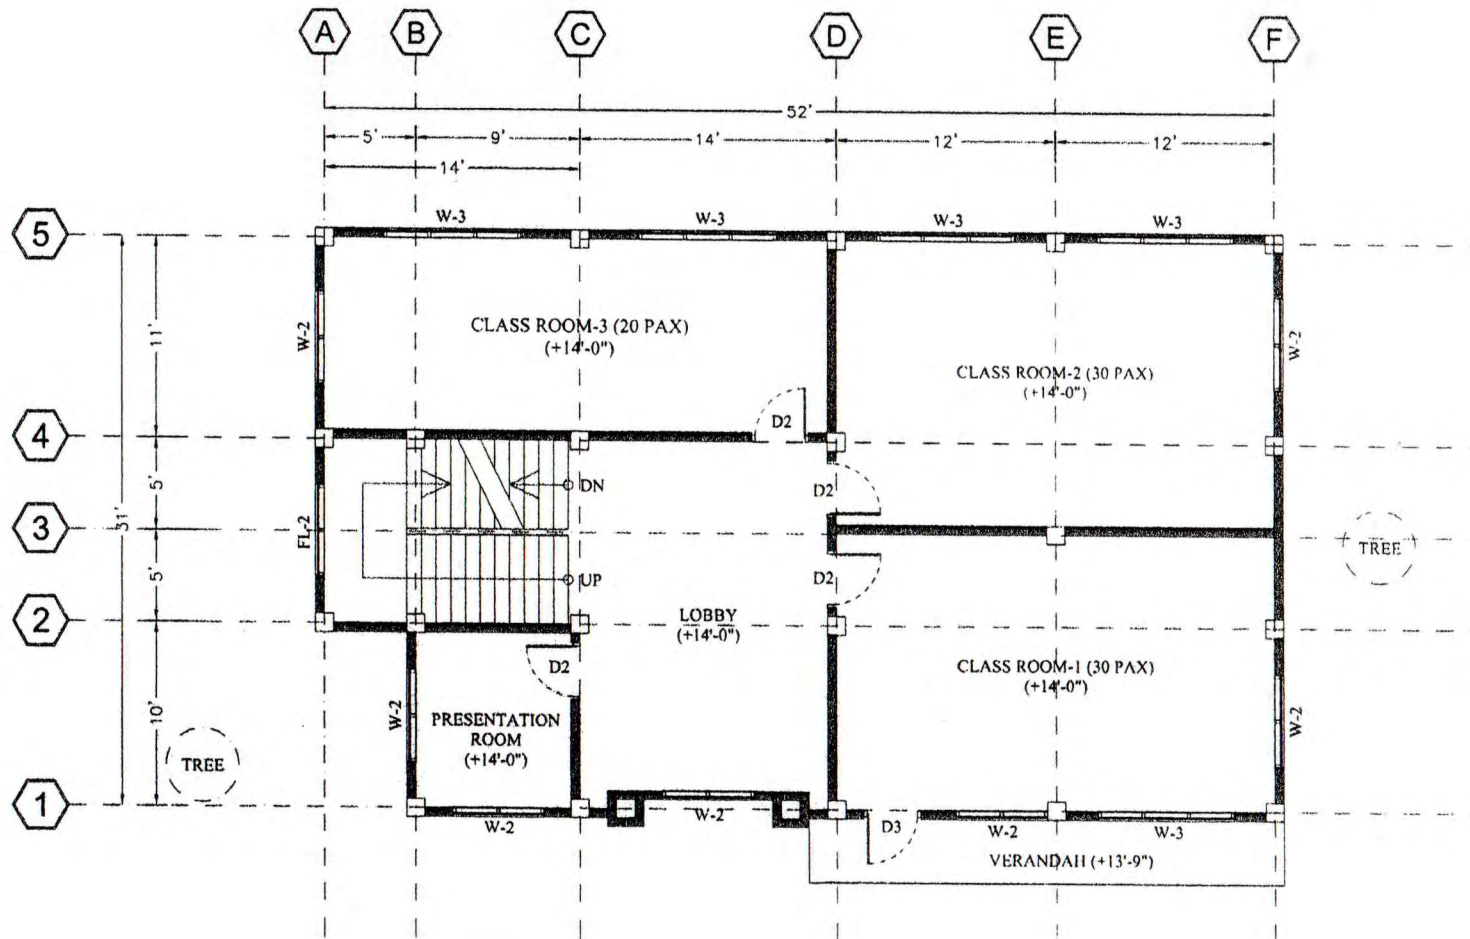 A B C D E F
52'
5' 9' 14' 12' 12'
14'
W-3 W-3 W-3 W-3
5
11'
W-2
CLASS ROOM-3 (20 PAX)
(+14'-0")
W-2
CLASS ROOM-2 (30 PAX)
(+14'-0")
D2
4
5'
DN
D2
31'
3
FL-2
TREE
5'
UP
D2
2
LOBBY
(+14'-0")
D2
CLASS ROOM-1 (30 PAX)
(+14'-0")
10'
W-2
PRESENTATION
ROOM
(+14'-0")
W-2
TREE
1
W-2 W-2 D3 W-2 W-3
VERANDAH (+13'-9")